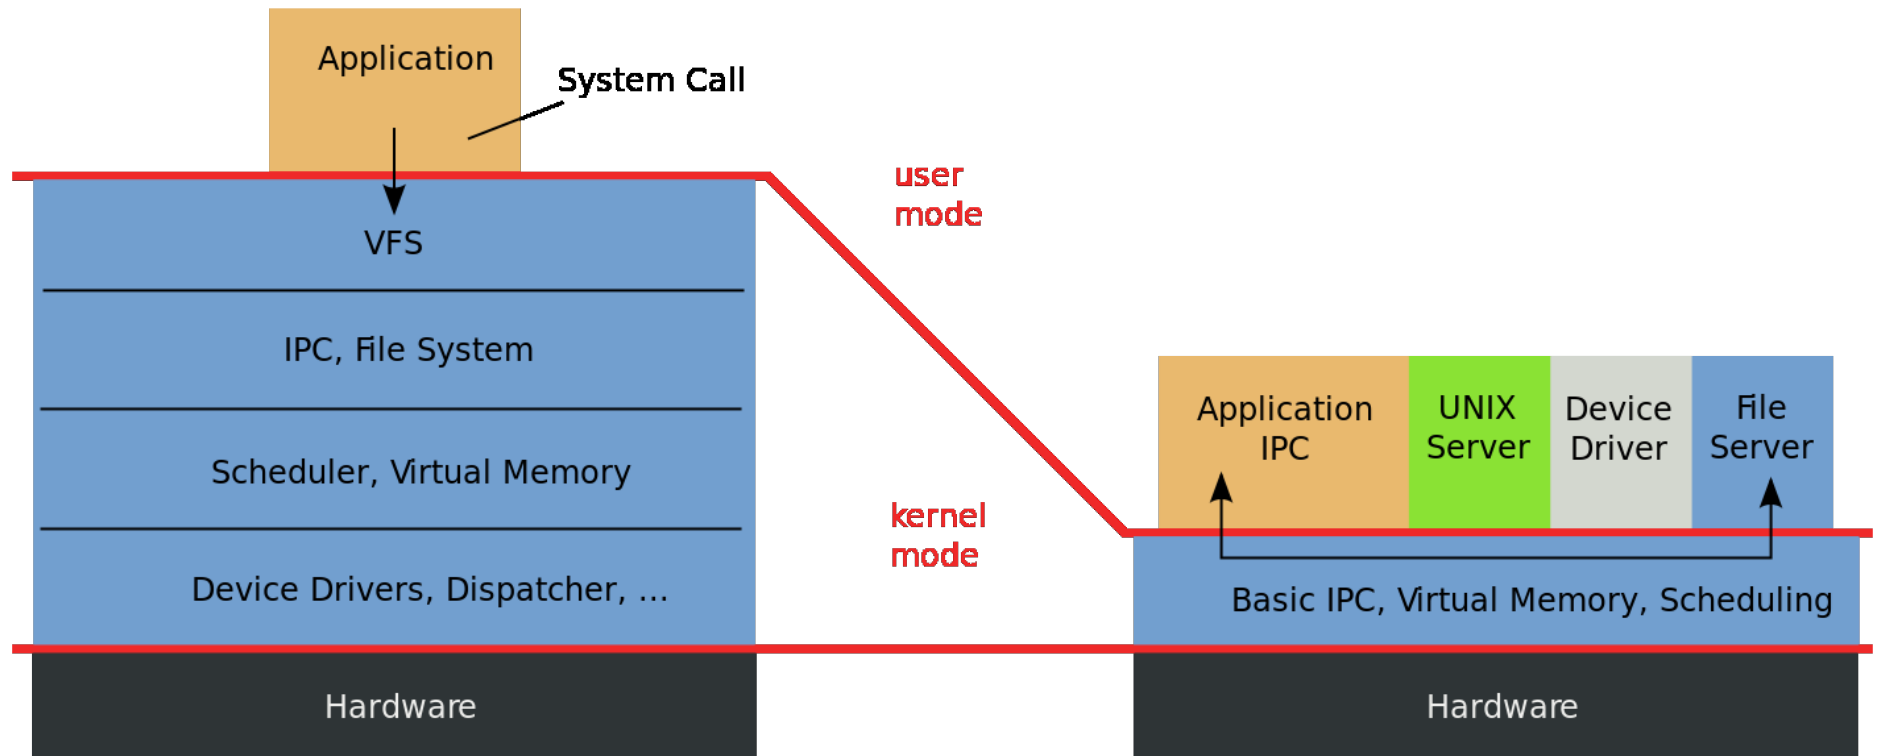 Application
System Call
VFS
IPC, File System
Scheduler, Virtual Memory
Device Drivers, Dispatcher, ...
Hardware
user
mode
kernel
mode
Application
IPC
UNIX
Server
Device
Driver
File
Server
Basic IPC, Virtual Memory, Scheduling
Hardware